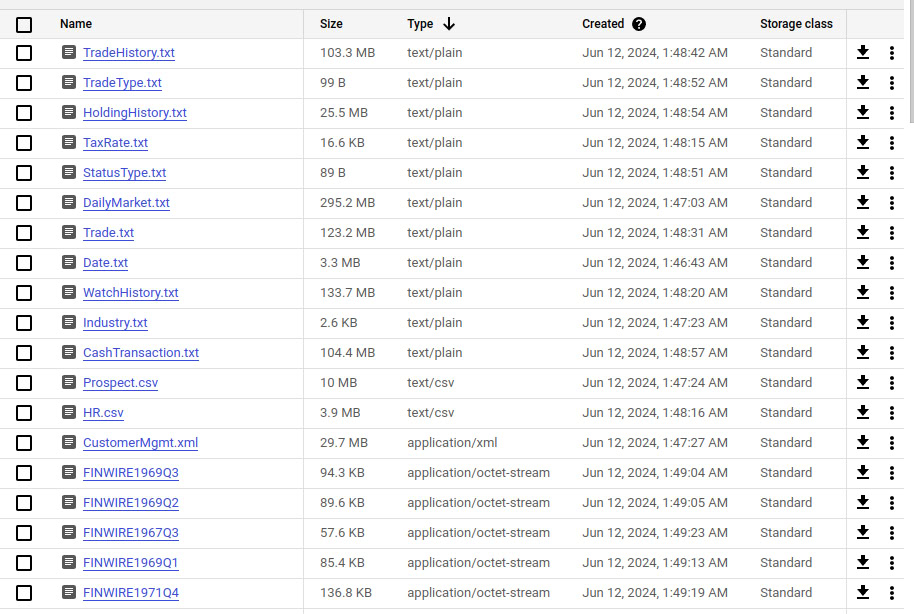 Name Size Type Created Storage class
TradeHistory.txt 103.3 MB text/plain Jun 12, 2024, 1:48:42 AM Standard
TradeType.txt 99 B text/plain Jun 12, 2024, 1:48:52 AM Standard
HoldingHistory.txt 25.5 MB text/plain Jun 12, 2024, 1:48:54 AM Standard
TaxRate.txt 16.6 KB text/plain Jun 12, 2024, 1:48:15 AM Standard
StatusType.txt 89 B text/plain Jun 12, 2024, 1:48:51 AM Standard
DailyMarket.txt 295.2 MB text/plain Jun 12, 2024, 1:47:03 AM Standard
Trade.txt 123.2 MB text/plain Jun 12, 2024, 1:48:31 AM Standard
Date.txt 3.3 MB text/plain Jun 12, 2024, 1:46:43 AM Standard
WatchHistory.txt 133.7 MB text/plain Jun 12, 2024, 1:48:20 AM Standard
Industry.txt 2.6 KB text/plain Jun 12, 2024, 1:47:23 AM Standard
CashTransaction.txt 104.4 MB text/plain Jun 12, 2024, 1:48:57 AM Standard
Prospect.csv 10 MB text/csv Jun 12, 2024, 1:47:24 AM Standard
HR.csv 3.9 MB text/csv Jun 12, 2024, 1:48:16 AM Standard
CustomerMgmt.xml 29.7 MB application/xml Jun 12, 2024, 1:47:27 AM Standard
FINWIRE1969Q3 94.3 KB application/octet-stream Jun 12, 2024, 1:49:04 AM Standard
FINWIRE1969Q2 89.6 KB application/octet-stream Jun 12, 2024, 1:49:05 AM Standard
FINWIRE1967Q3 57.6 KB application/octet-stream Jun 12, 2024, 1:49:23 AM Standard
FINWIRE1969Q1 85.4 KB application/octet-stream Jun 12, 2024, 1:49:13 AM Standard
FINWIRE1971Q4 136.8 KB application/octet-stream Jun 12, 2024, 1:49:19 AM Standard